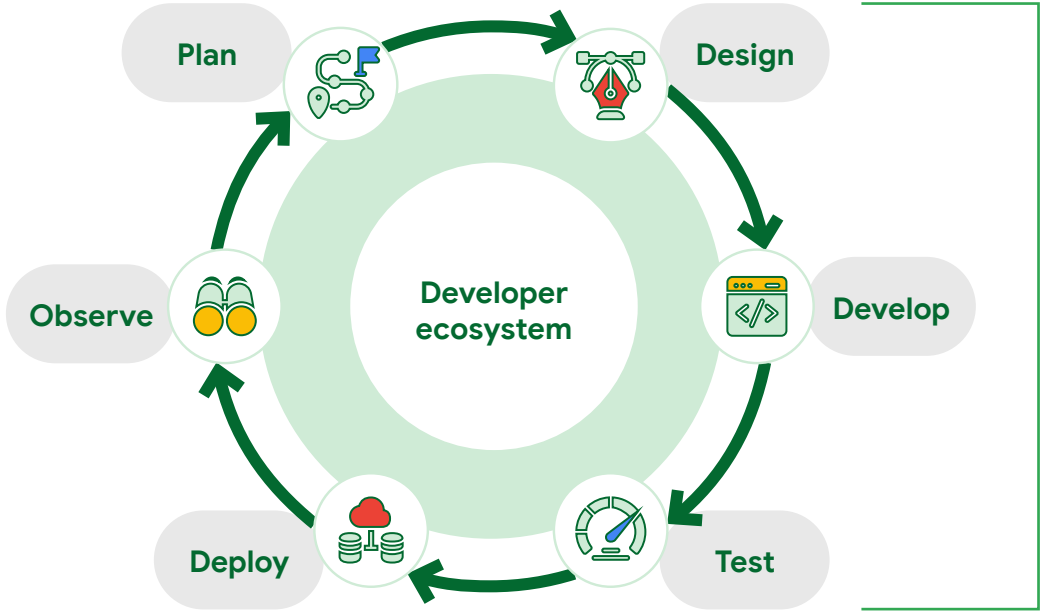 Plan
Design
Observe
Developer
ecosystem
Develop
Deploy
Test